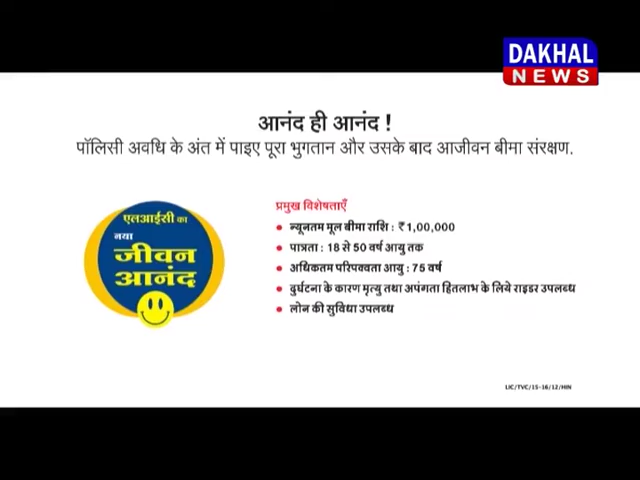 DAKHAL
NEWS
आनंद ही आनंद !
पॉलिसी अवधि के अंत में पाइए पूरा भुगतान और उसके बाद आजीवन बीमा संरक्षण.
एलआईसी का
नया
जीवन
आनंद
प्रमुख विशेषताएँ
• न्यूनतम मूल बीमा राशि : ₹1,00,000
• पात्रता : 18 से 50 वर्ष आयु तक
• अधिकतम परिपक्वता आयु : 75 वर्ष
• दुर्घटना के कारण मृत्यु तथा अपंगता हितलाभ के लिये राइडर उपलब्ध
• लोन की सुविधा उपलब्ध
LIC/TVC/15-16/12/HIN